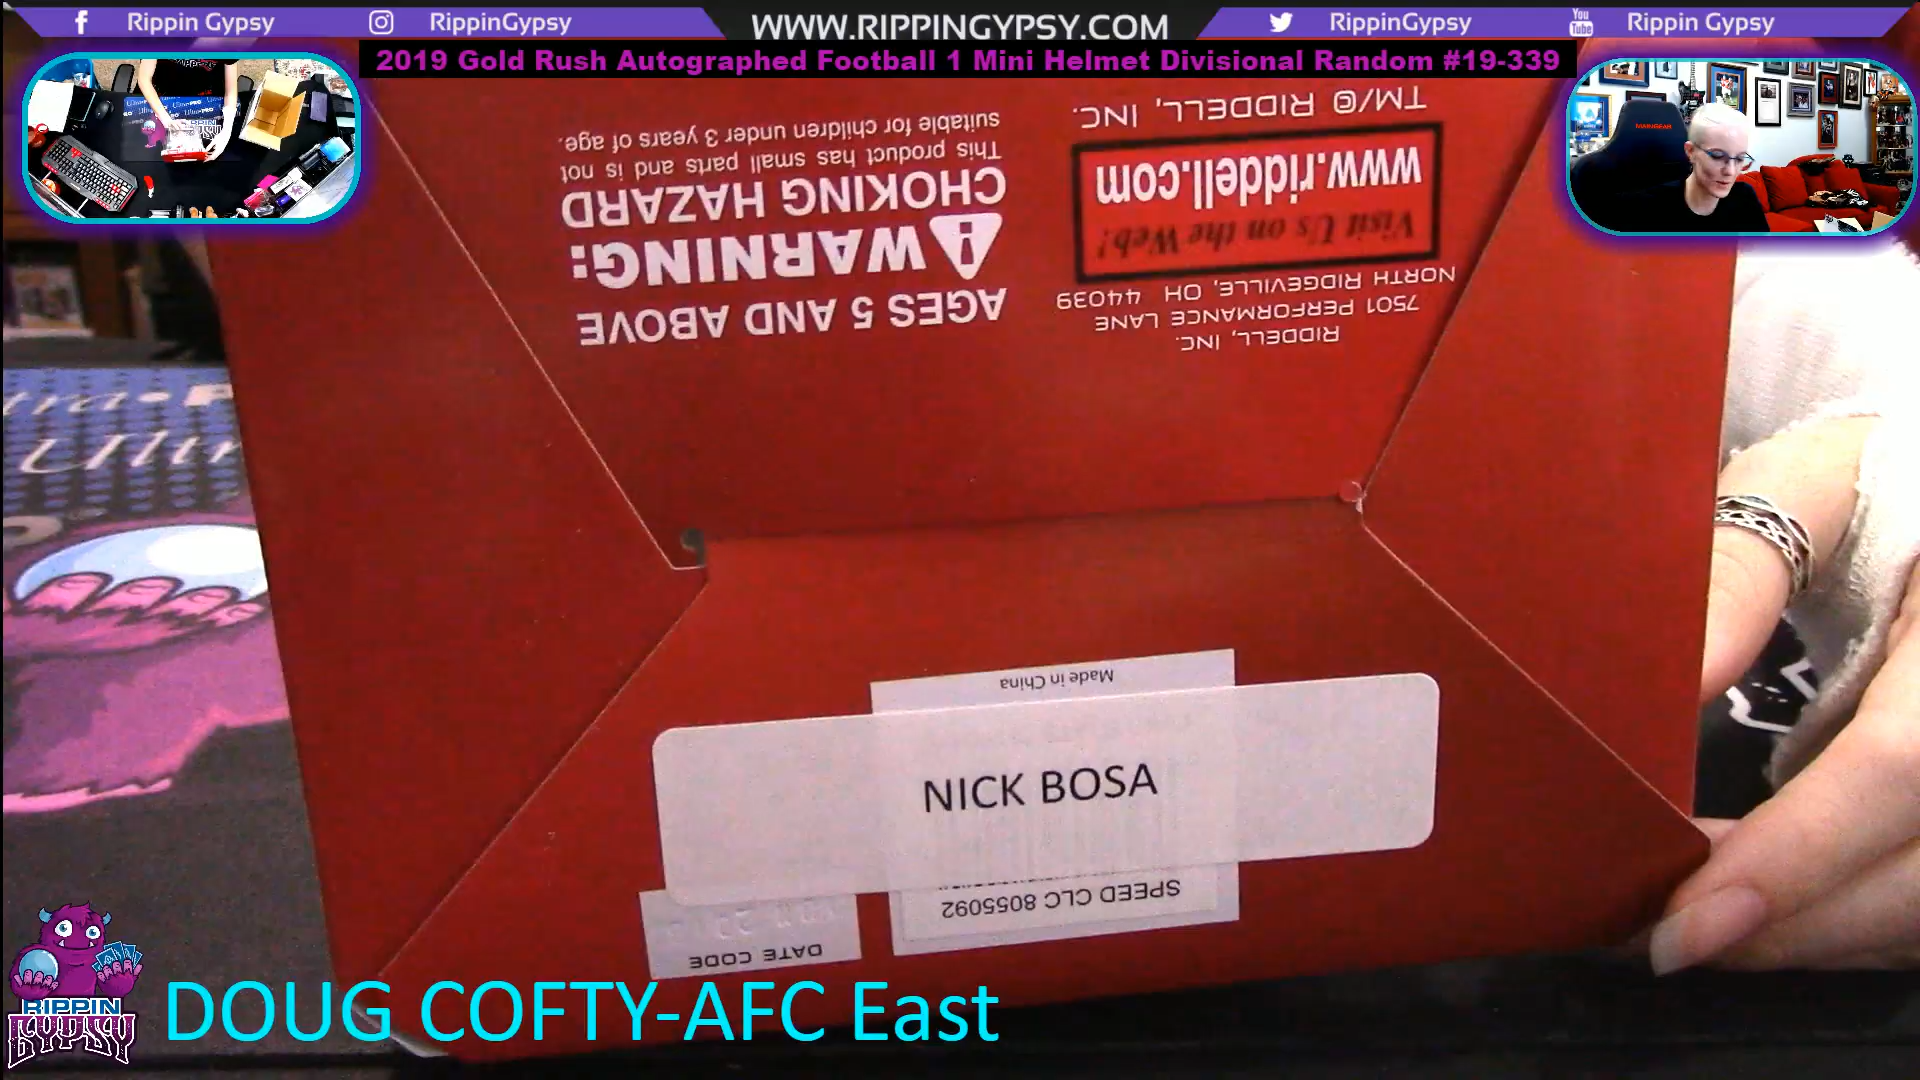 Rippin Gypsy
RippinGypsy
WWW.RIPPINGYPSY.COM
RippinGypsy
You Tube
Rippin Gypsy
2019 Gold Rush Autographed Football 1 Mini Helmet Divisional Random #19-339
MAINGEAR
RIDDELL, INC.
7501 PERFORMANCE LANE
NORTH RIDGEVILLE, OH 44039
Visit Us on the Web!
www.riddell.com
TM/© RIDDELL, INC.
AGES 5 AND ABOVE
WARNING:
CHOKING HAZARD
This product has small parts and is not
suitable for children under 3 years of age.
Made in China
NICK BOSA
SPEED CLC 8055092
DATE CODE
RIPPIN
GYPSY
DOUG COFTY-AFC East